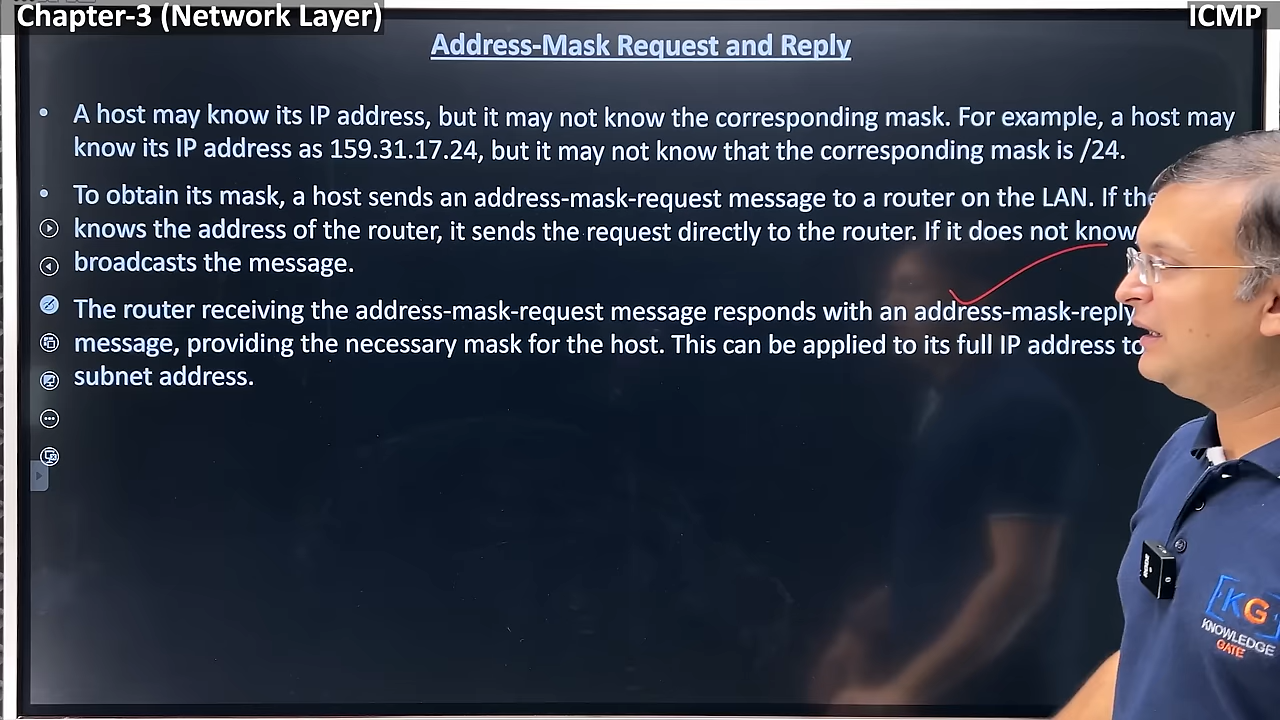 Chapter-3 (Network Layer)
ICMP
Address-Mask Request and Reply
• A host may know its IP address, but it may not know the corresponding mask. For example, a host may
know its IP address as 159.31.17.24, but it may not know that the corresponding mask is /24.
• To obtain its mask, a host sends an address-mask-request message to a router on the LAN. If the
knows the address of the router, it sends the request directly to the router. If it does not know
broadcasts the message.
• The router receiving the address-mask-request message responds with an address-mask-reply
message, providing the necessary mask for the host. This can be applied to its full IP address to
subnet address.
KG
KNOWLEDGE
GATE